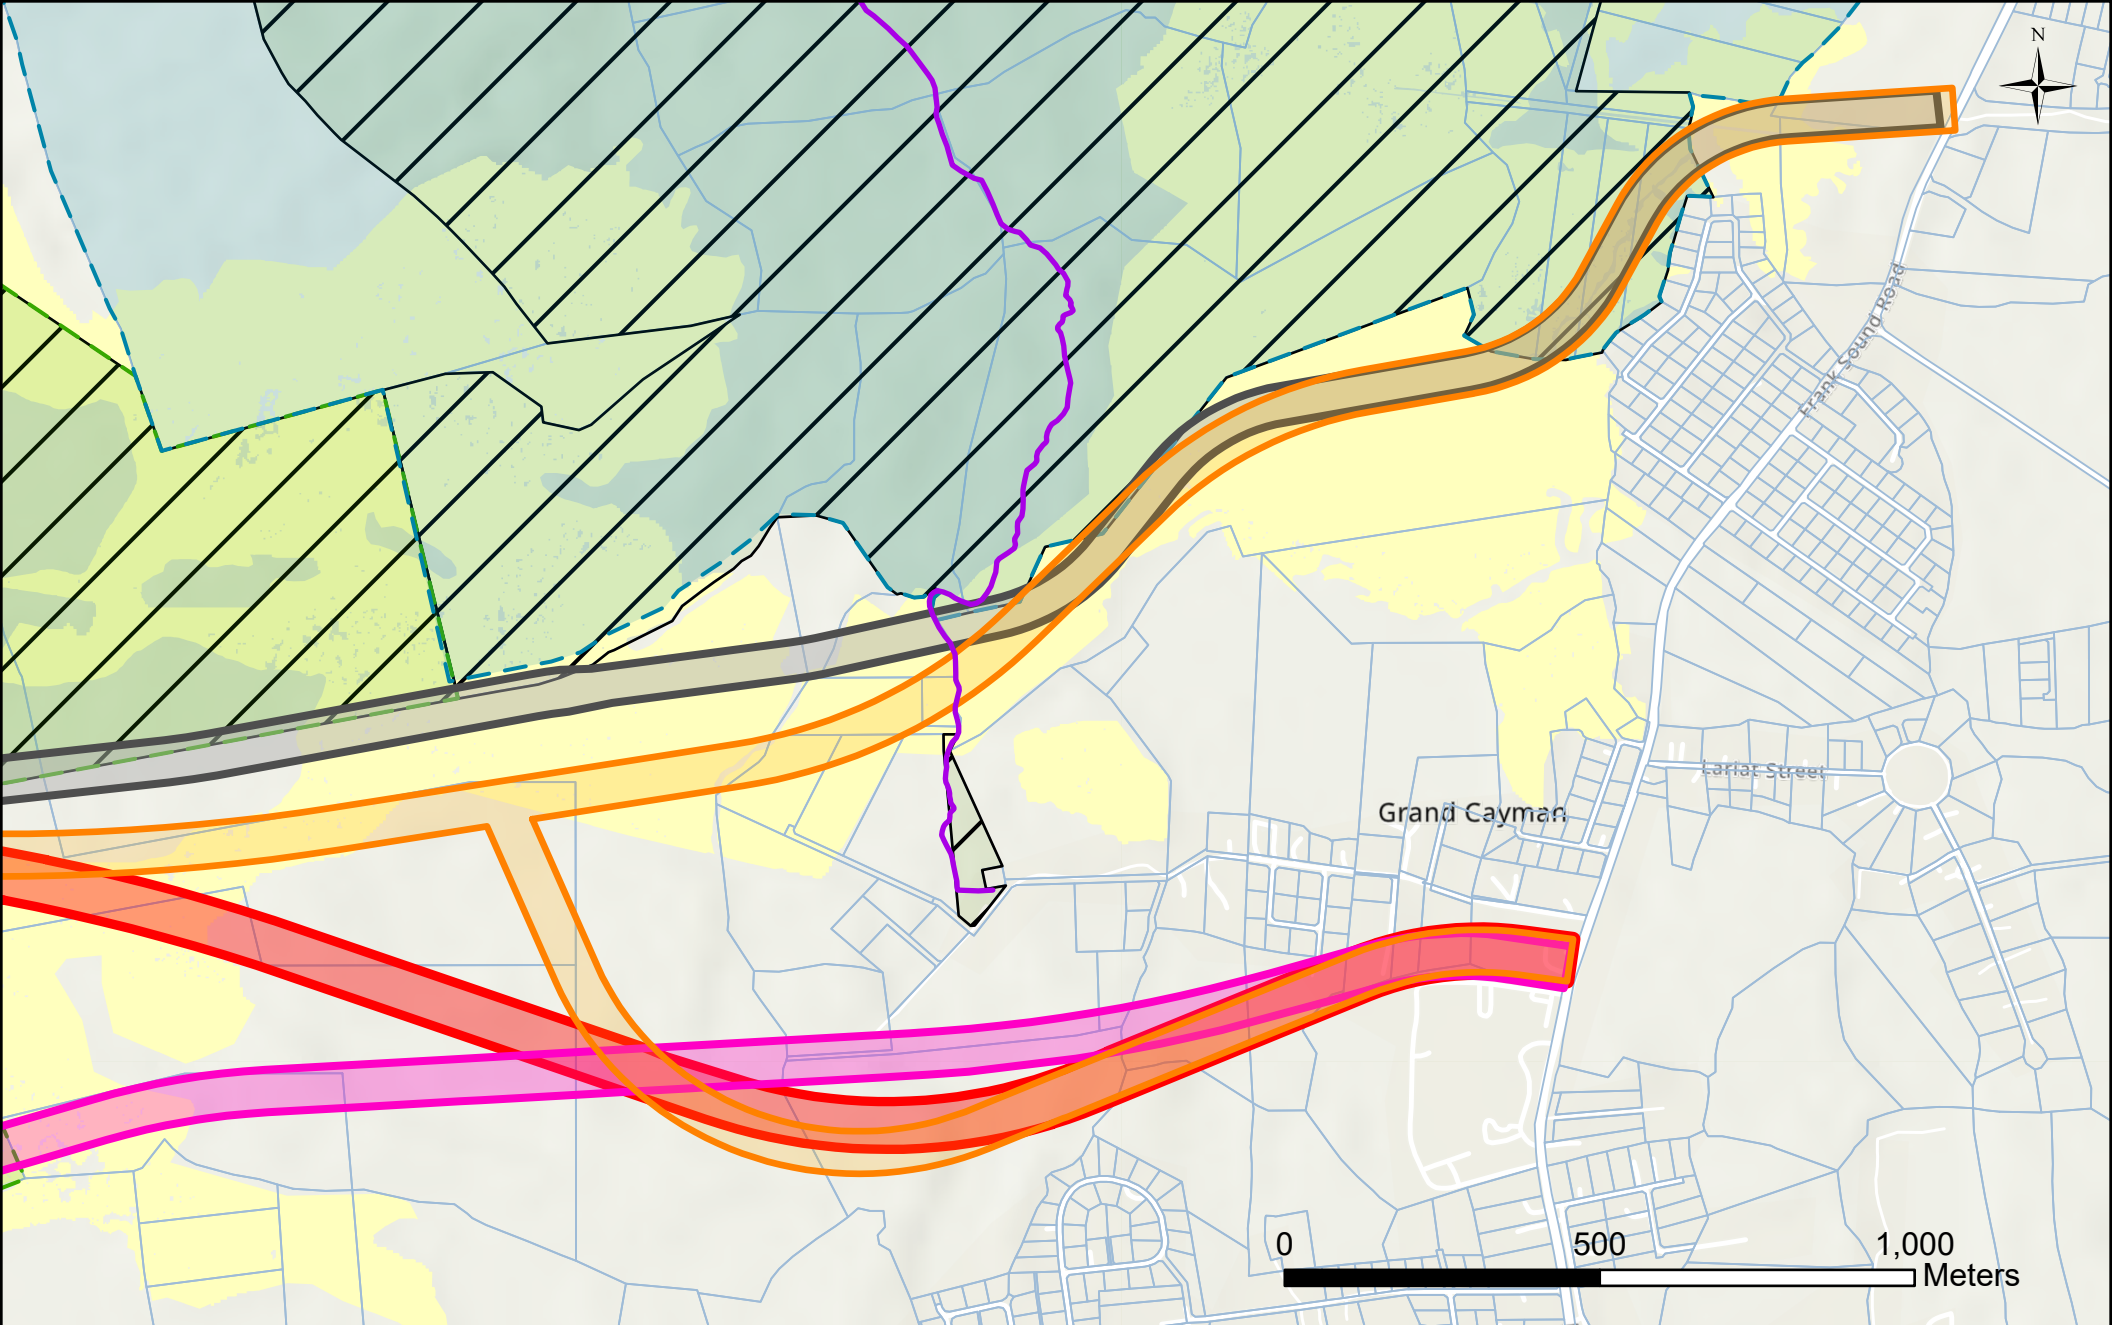 N
Frank Sound Road
Lariat Street
Grand Cayman
0 500 1,000
Meters